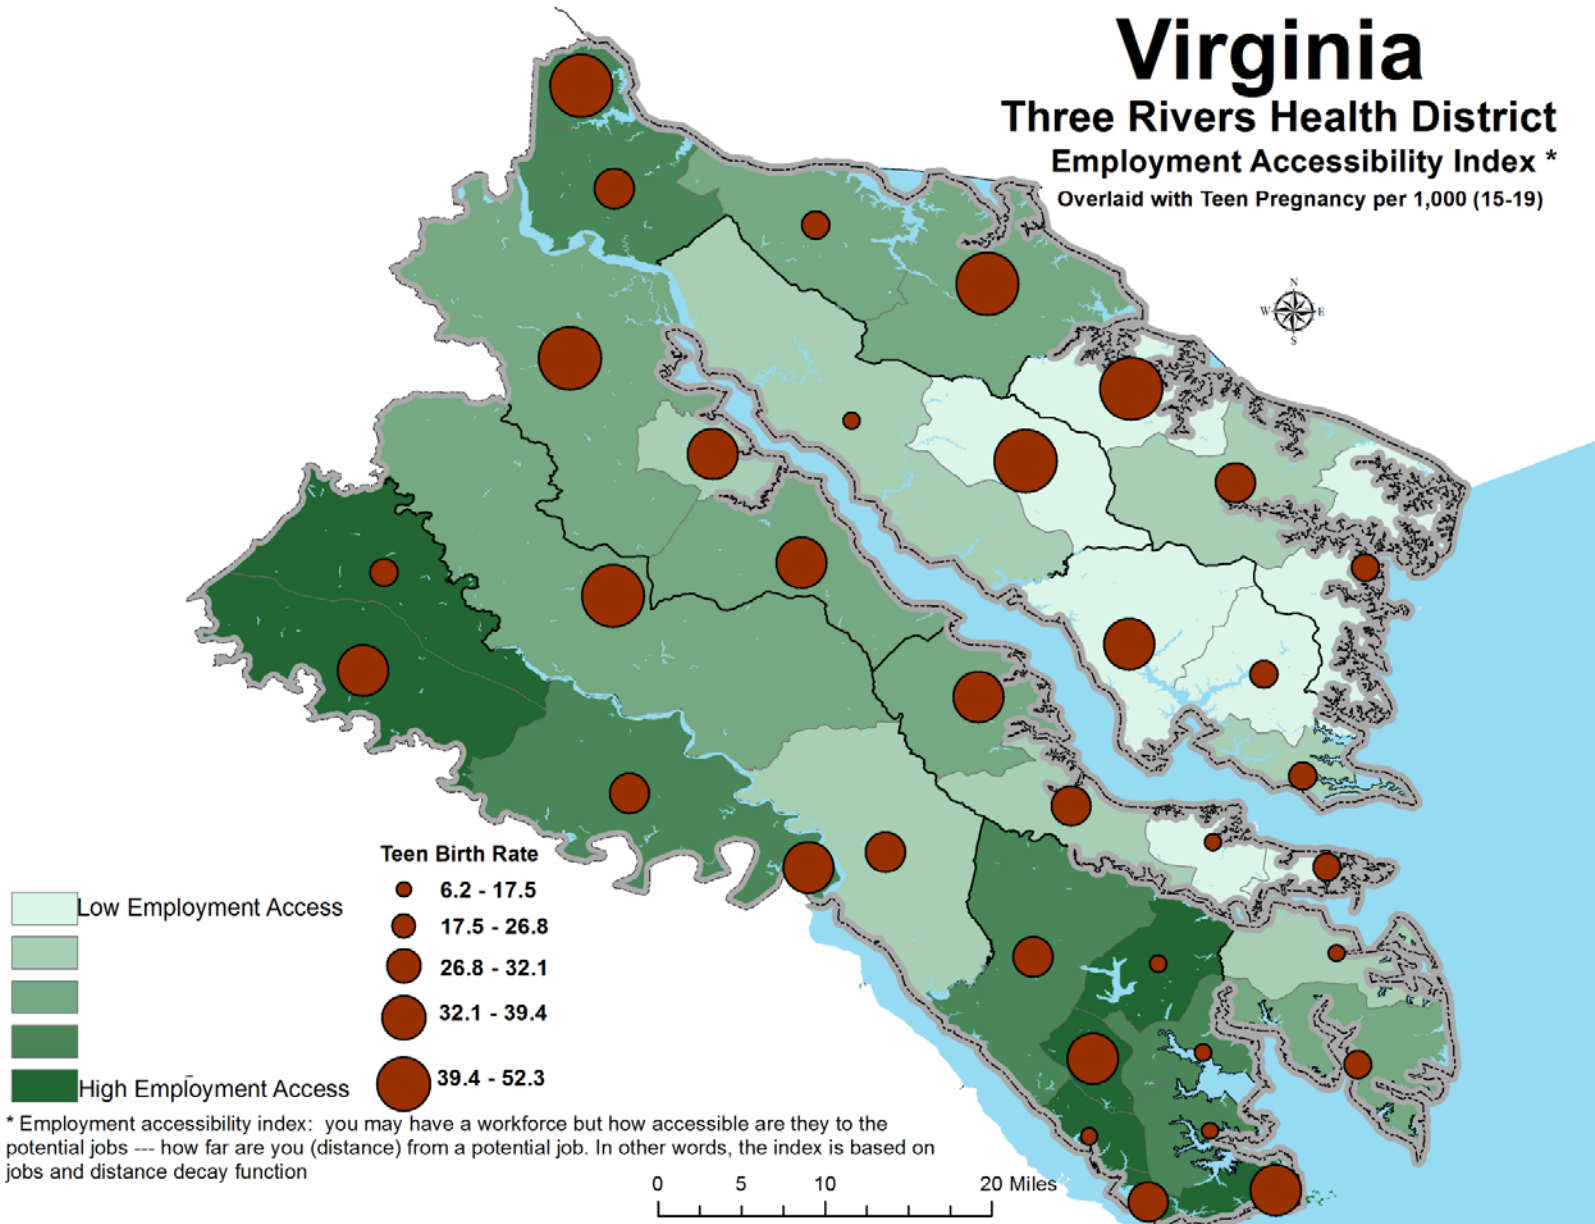 Virginia
Three Rivers Health District
Employment Accessibility Index *
Overlaid with Teen Pregnancy per 1,000 (15-19)
N
W E
S
Teen Birth Rate
6.2 - 17.5
17.5 - 26.8
26.8 - 32.1
32.1 - 39.4
39.4 - 52.3
Low Employment Access
High Employment Access
* Employment accessibility index: you may have a workforce but how accessible are they to the
potential jobs --- how far are you (distance) from a potential job. In other words, the index is based on
jobs and distance decay function
0 5 10 20 Miles